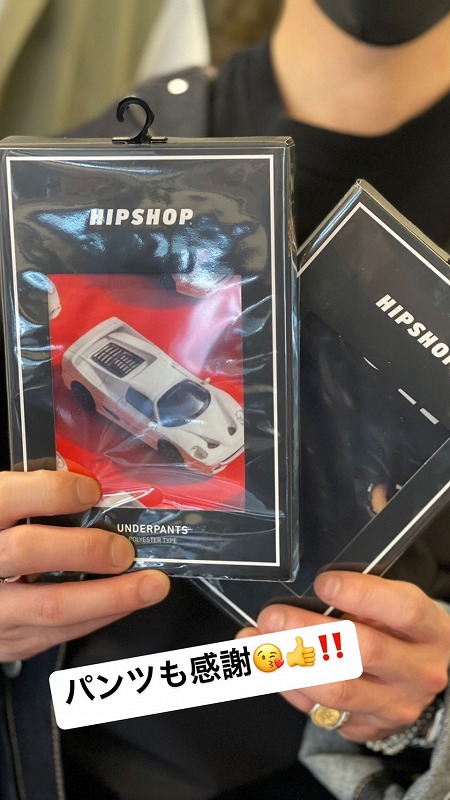 HIPSHOP
HIPSHOP
UNDERPANTS
POLYESTER TYPE
パンツも感謝😘👍‼️